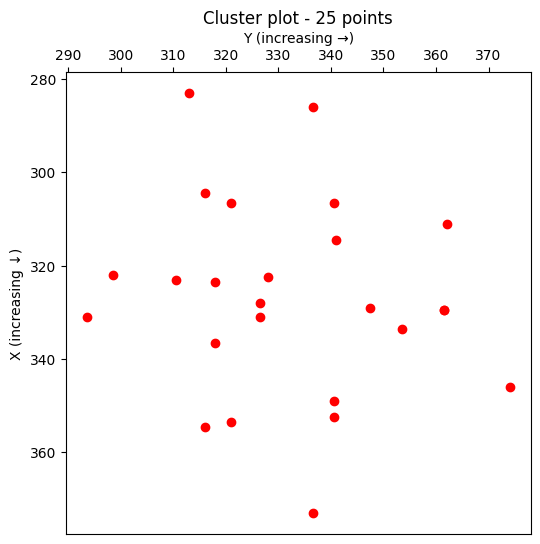 Cluster plot - 25 points
Y (increasing →)
290 300 310 320 330 340 350 360 370
X (increasing ↓)
280
300
320
340
360